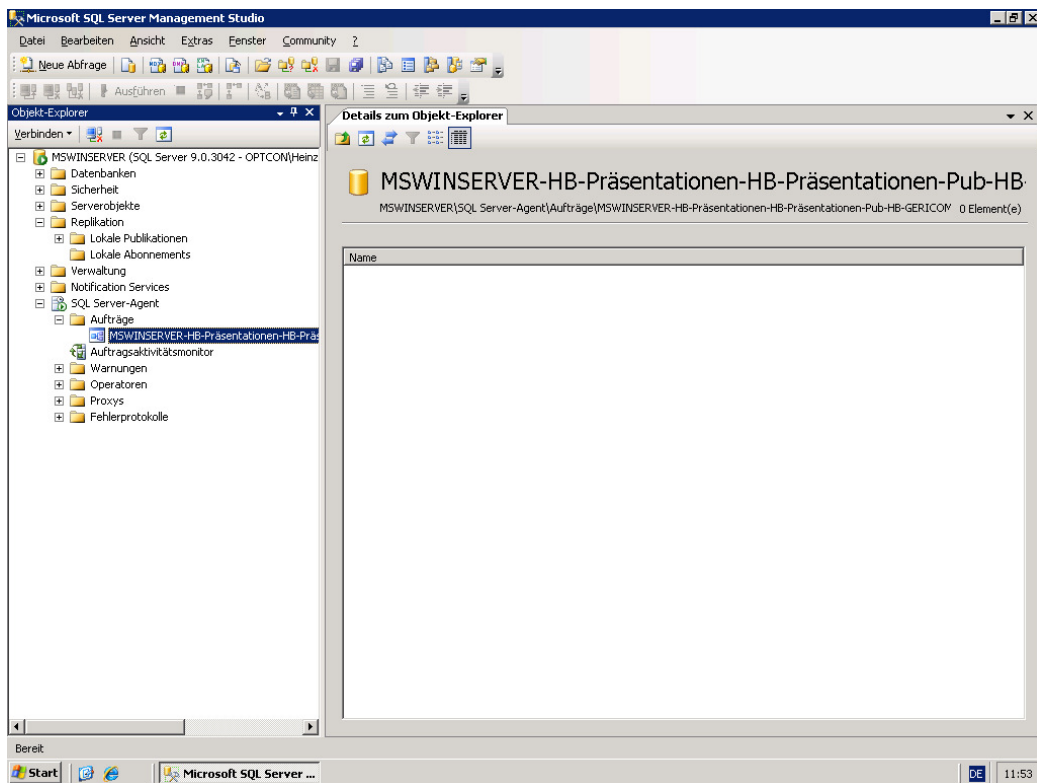 Microsoft SQL Server Management Studio
Datei Bearbeiten Ansicht Extras Fenster Community ?
Neue Abfrage
Ausführen
Objekt-Explorer
Verbinden
MSWINSERVER (SQL Server 9.0.3042 - OPTCON\Heinz
Datenbanken
Sicherheit
Serverobjekte
Replikation
Lokale Publikationen
Lokale Abonnements
Verwaltung
Notification Services
SQL Server-Agent
Aufträge
MSWINSERVER-HB-Präsentationen-HB-Präs
Auftragsaktivitätsmonitor
Warnungen
Operatoren
Proxys
Fehlerprotokolle
Details zum Objekt-Explorer
MSWINSERVER-HB-Präsentationen-HB-Präsentationen-Pub-HB-
MSWINSERVER\SQL Server-Agent\Aufträge\MSWINSERVER-HB-Präsentationen-HB-Präsentationen-Pub-HB-GERICOM 0 Element(e)
Name
Bereit
Start Microsoft SQL Server ... DE 11:53